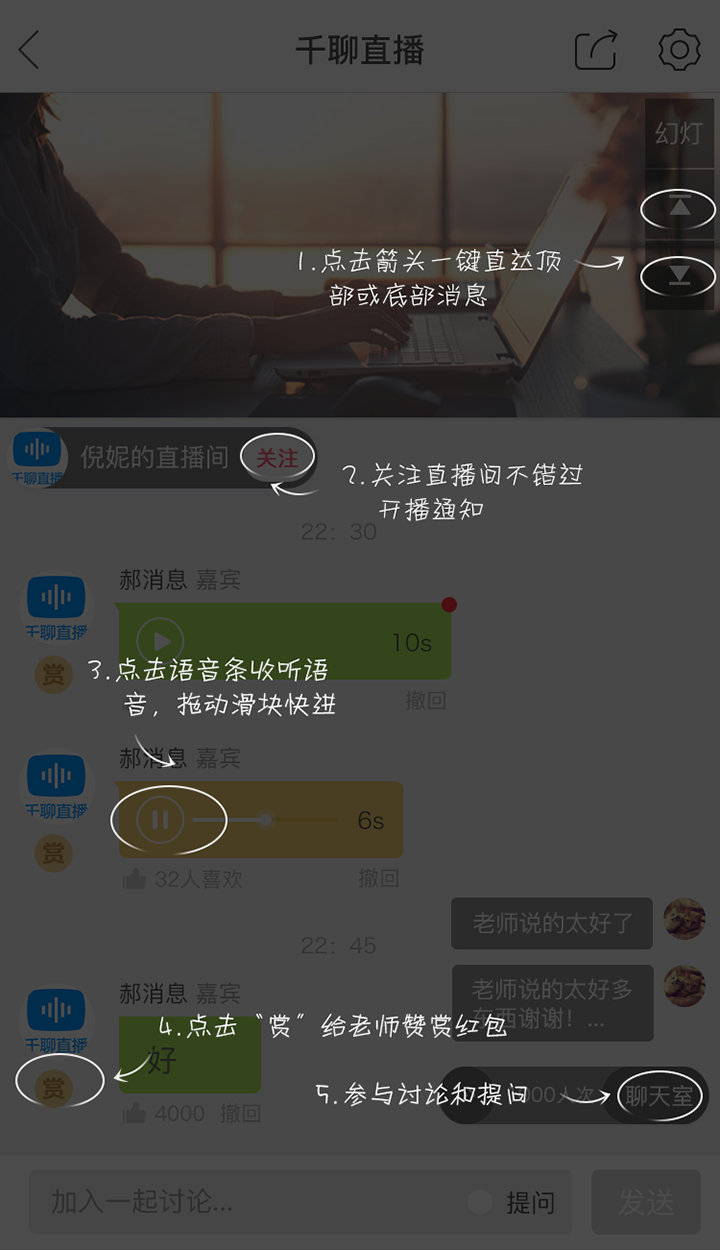 千聊直播
幻灯
1.点击箭头一键直达顶
部或底部消息
千聊直播
倪妮的直播间
关注
2.关注直播间不错过
开播通知
22：30
郝消息 嘉宾
千聊直播
10s
赏
撤回
3.点击语音条收听语
音，拖动滑块快进
郝消息 嘉宾
千聊直播
6s
赏
32人喜欢
撤回
老师说的太好了
22：45
老师说的太好多
东西谢谢！...
郝消息 嘉宾
千聊直播
4.点击“赏”给老师赞赏红包
好
赏
4000 撤回
5.参与讨论和提问
000人次
聊天室
加入一起讨论...
提问
发送